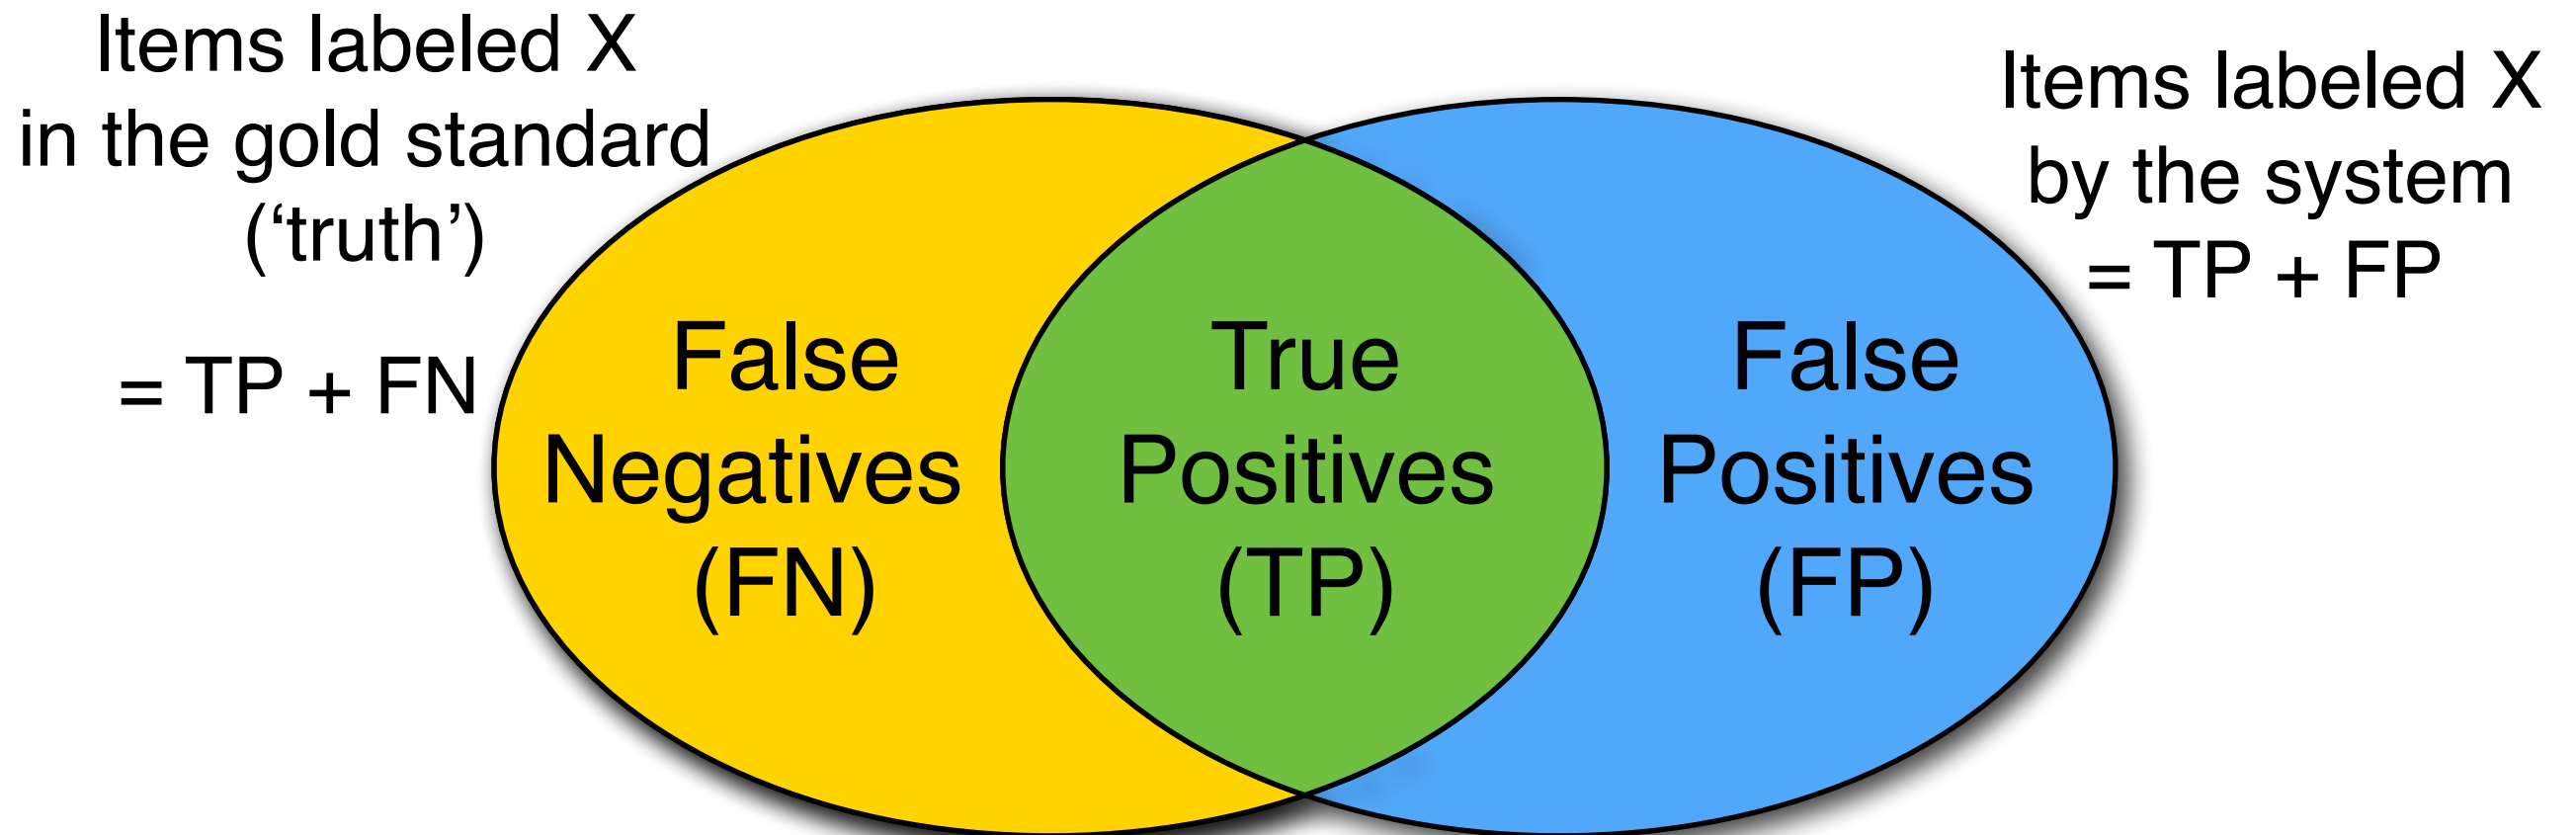 Items labeled X
in the gold standard
(‘truth’)
= TP + FN
False
Negatives
(FN)
True
Positives
(TP)
False
Positives
(FP)
Items labeled X
by the system
= TP + FP